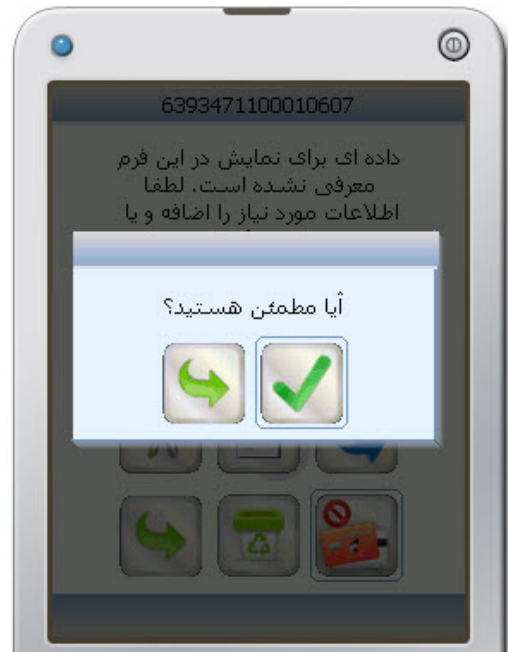 6393471100010607
داده ای برای نمایش در این فرم
معرفی نشده است. لطفا
اطلاعات مورد نیاز را اضافه و یا
آیا مطمئن هستید؟